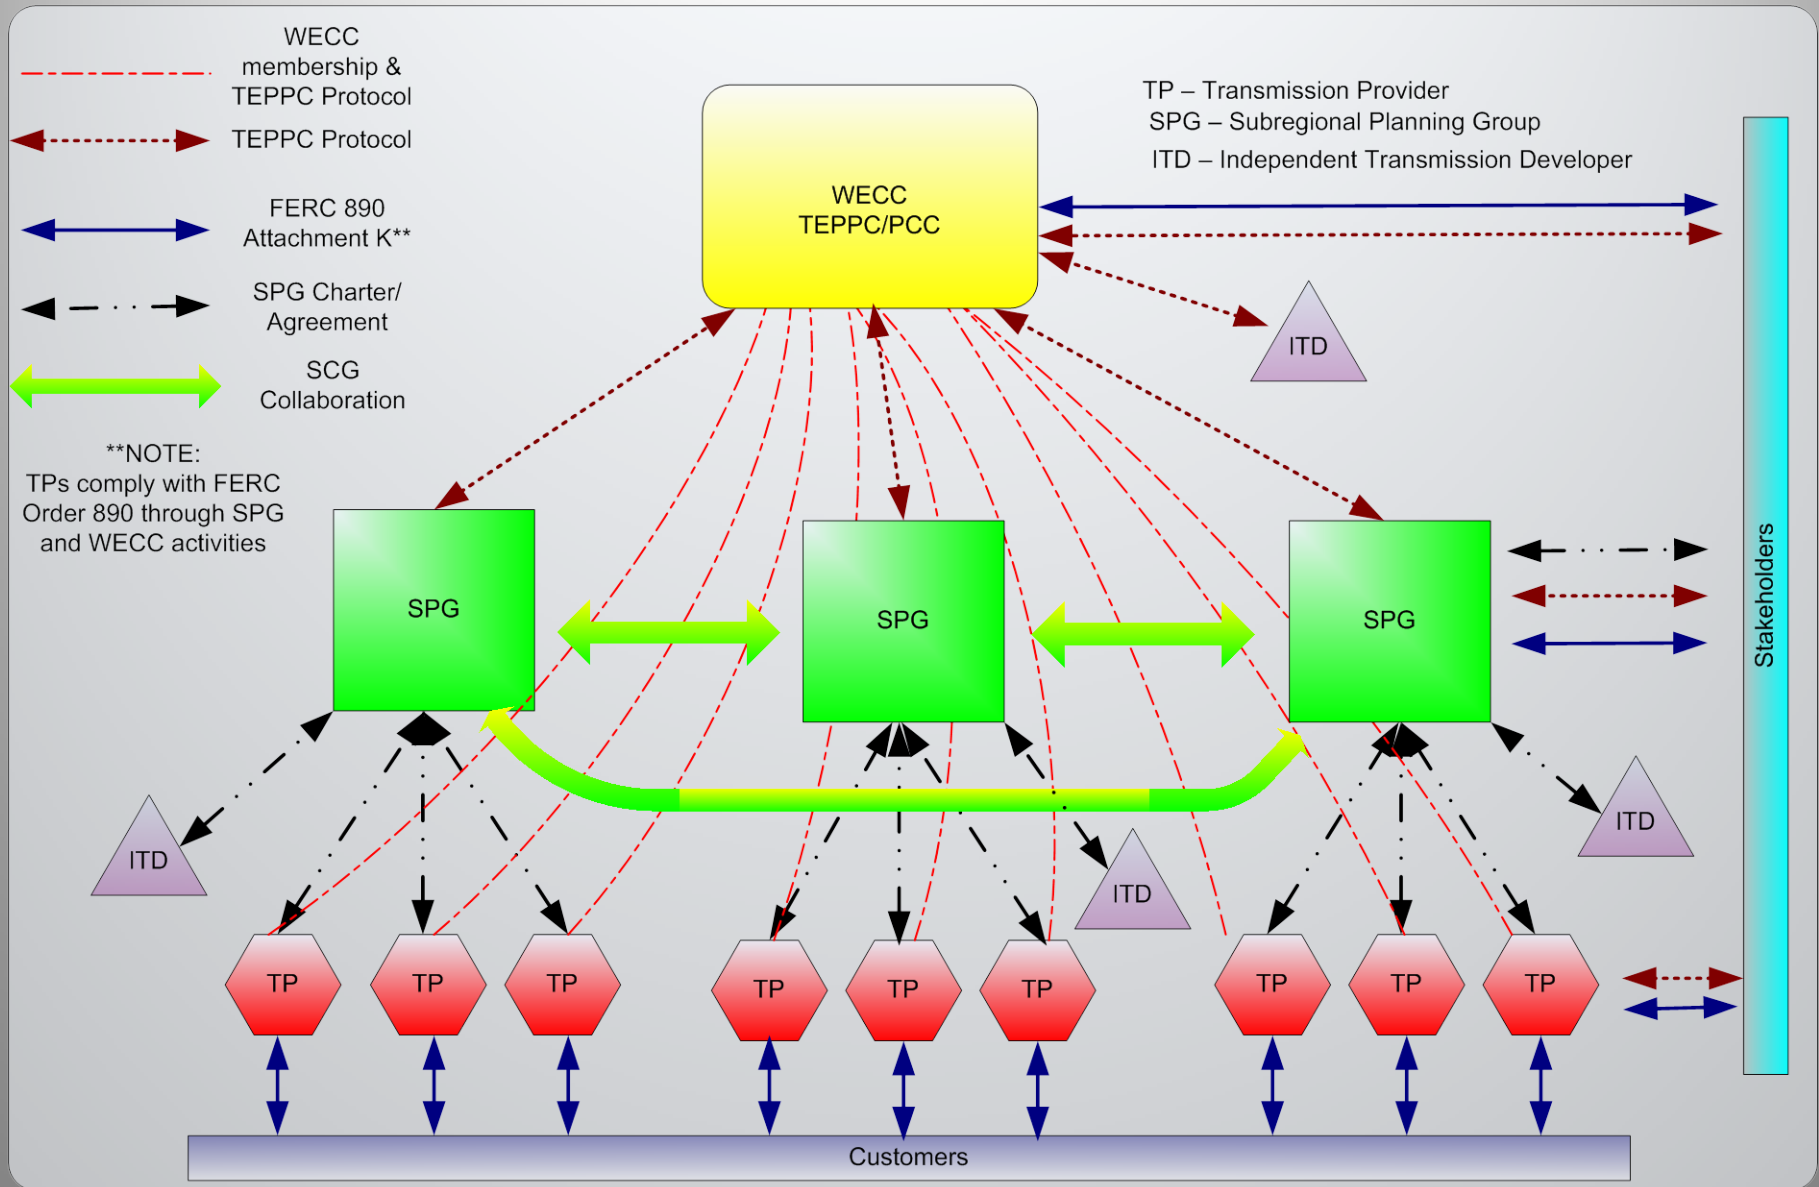 WECC
membership &
TEPPC Protocol
TEPPC Protocol
FERC 890
Attachment K**
SPG Charter/
Agreement
SCG
Collaboration
**NOTE:
TPs comply with FERC
Order 890 through SPG
and WECC activities
WECC
TEPPC/PCC
TP – Transmission Provider
SPG – Subregional Planning Group
ITD – Independent Transmission Developer
ITD
SPG
SPG
SPG
Stakeholders
ITD
ITD
ITD
TP
TP
TP
TP
TP
TP
TP
TP
TP
Customers